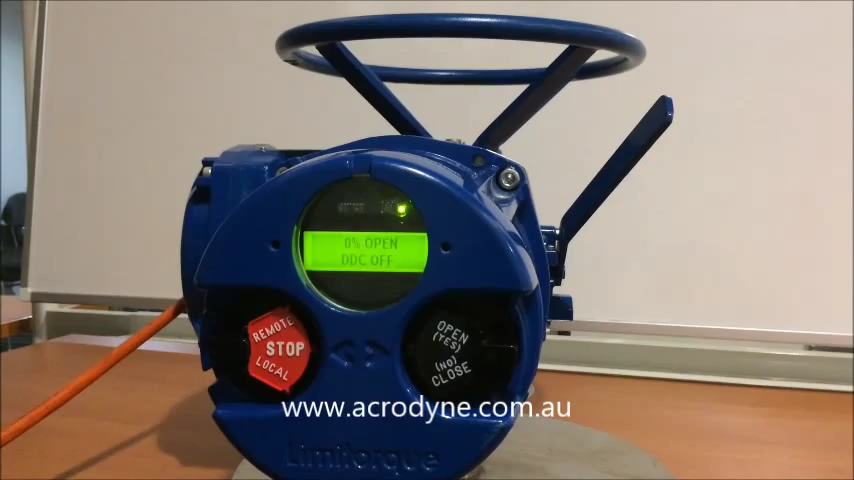 0% OPEN
DDC OFF
REMOTE
STOP
LOCAL
OPEN
(YES)
(NO)
CLOSE
www.acrodyne.com.au
Limitorque